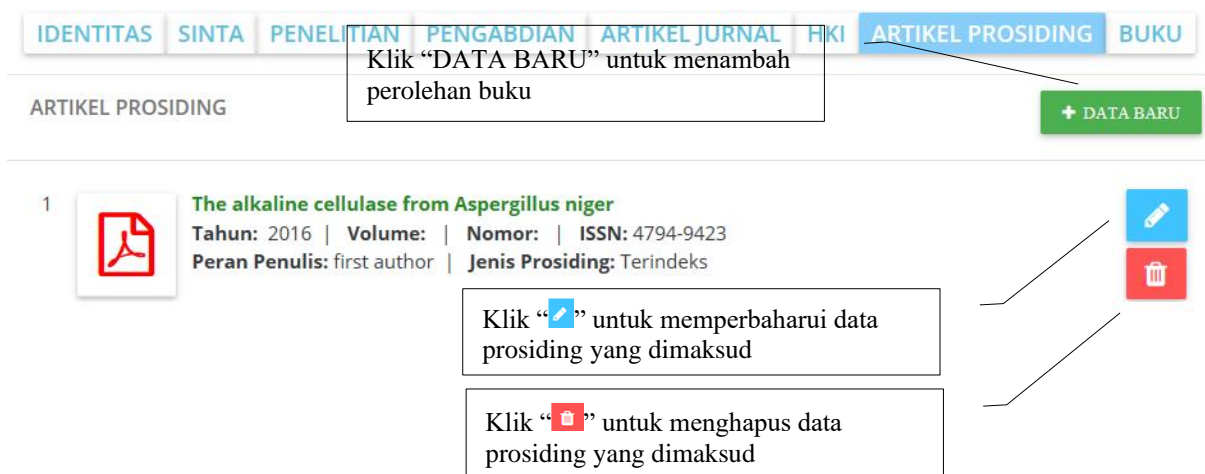 IDENTITAS SINTA PENELITIAN PENGABDIAN ARTIKEL JURNAL HKI ARTIKEL PROSIDING BUKU
Klik “DATA BARU” untuk menambah
perolehan buku
ARTIKEL PROSIDING
+ DATA BARU
1
The alkaline cellulase from Aspergillus niger
Tahun: 2016 | Volume: | Nomor: | ISSN: 4794-9423
Peran Penulis: first author | Jenis Prosiding: Terindeks
Klik “ ” untuk memperbaharui data
prosiding yang dimaksud
Klik “ ” untuk menghapus data
prosiding yang dimaksud